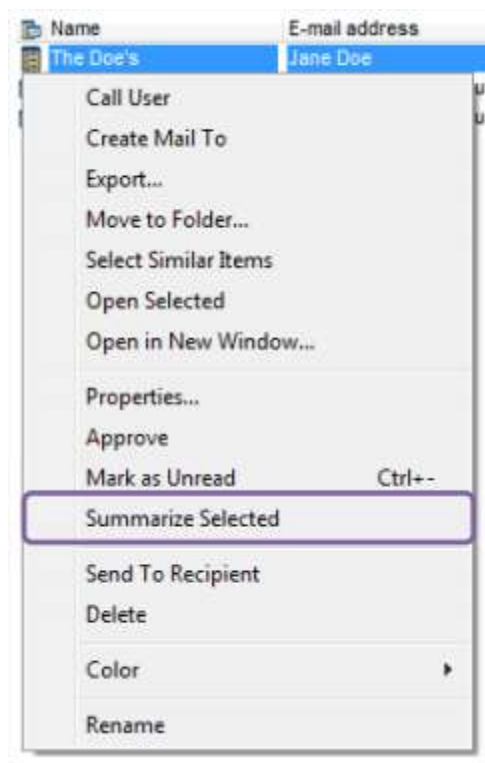 Name E-mail address
The Doe's Jane Doe
Call User
Create Mail To
Export...
Move to Folder...
Select Similar Items
Open Selected
Open in New Window...
Properties...
Approve
Mark as Unread Ctrl+-
Summarize Selected
Send To Recipient
Delete
Color
Rename